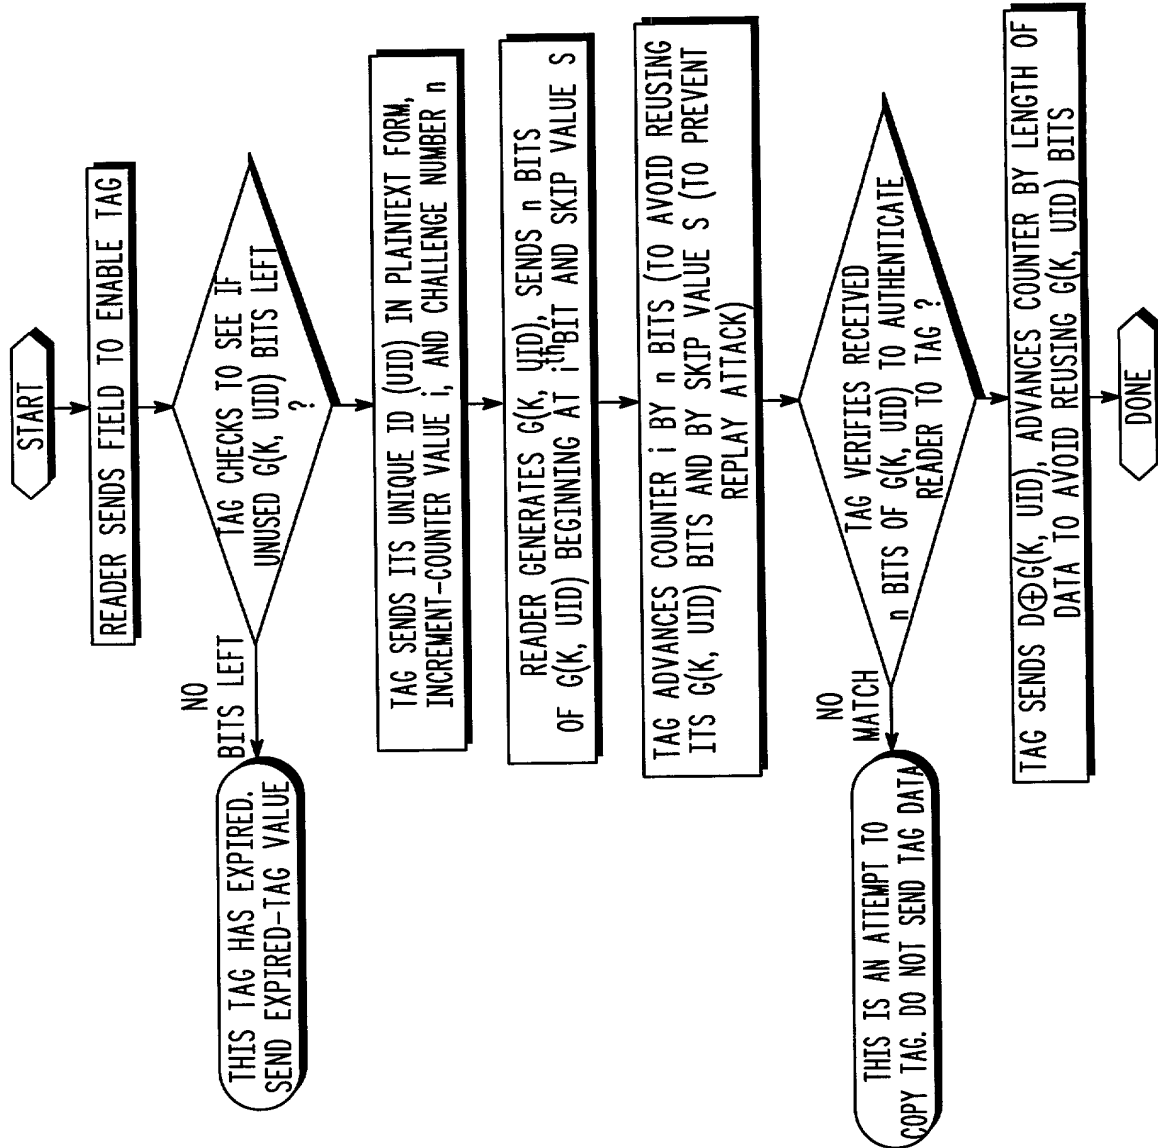 START
READER SENDS FIELD TO ENABLE TAG
TAG CHECKS TO SEE IF
UNUSED G(K, UID) BITS LEFT
?
NO
BITS LEFT
THIS TAG HAS EXPIRED.
SEND EXPIRED-TAG VALUE
TAG SENDS ITS UNIQUE ID (UID) IN PLAINTEXT FORM,
INCREMENT-COUNTER VALUE i, AND CHALLENGE NUMBER n
READER GENERATES G(K, UID), SENDS n BITS
OF G(K, UID) BEGINNING AT i th BIT AND SKIP VALUE S
TAG ADVANCES COUNTER i BY n BITS (TO AVOID REUSING
ITS G(K, UID) BITS AND BY SKIP VALUE S (TO PREVENT
REPLAY ATTACK)
TAG VERIFIES RECEIVED
n BITS OF G(K, UID) TO AUTHENTICATE
READER TO TAG ?
NO
MATCH
THIS IS AN ATTEMPT TO
COPY TAG. DO NOT SEND TAG DATA
TAG SENDS D⊕G(K, UID), ADVANCES COUNTER BY LENGTH OF
DATA TO AVOID REUSING G(K, UID) BITS
DONE